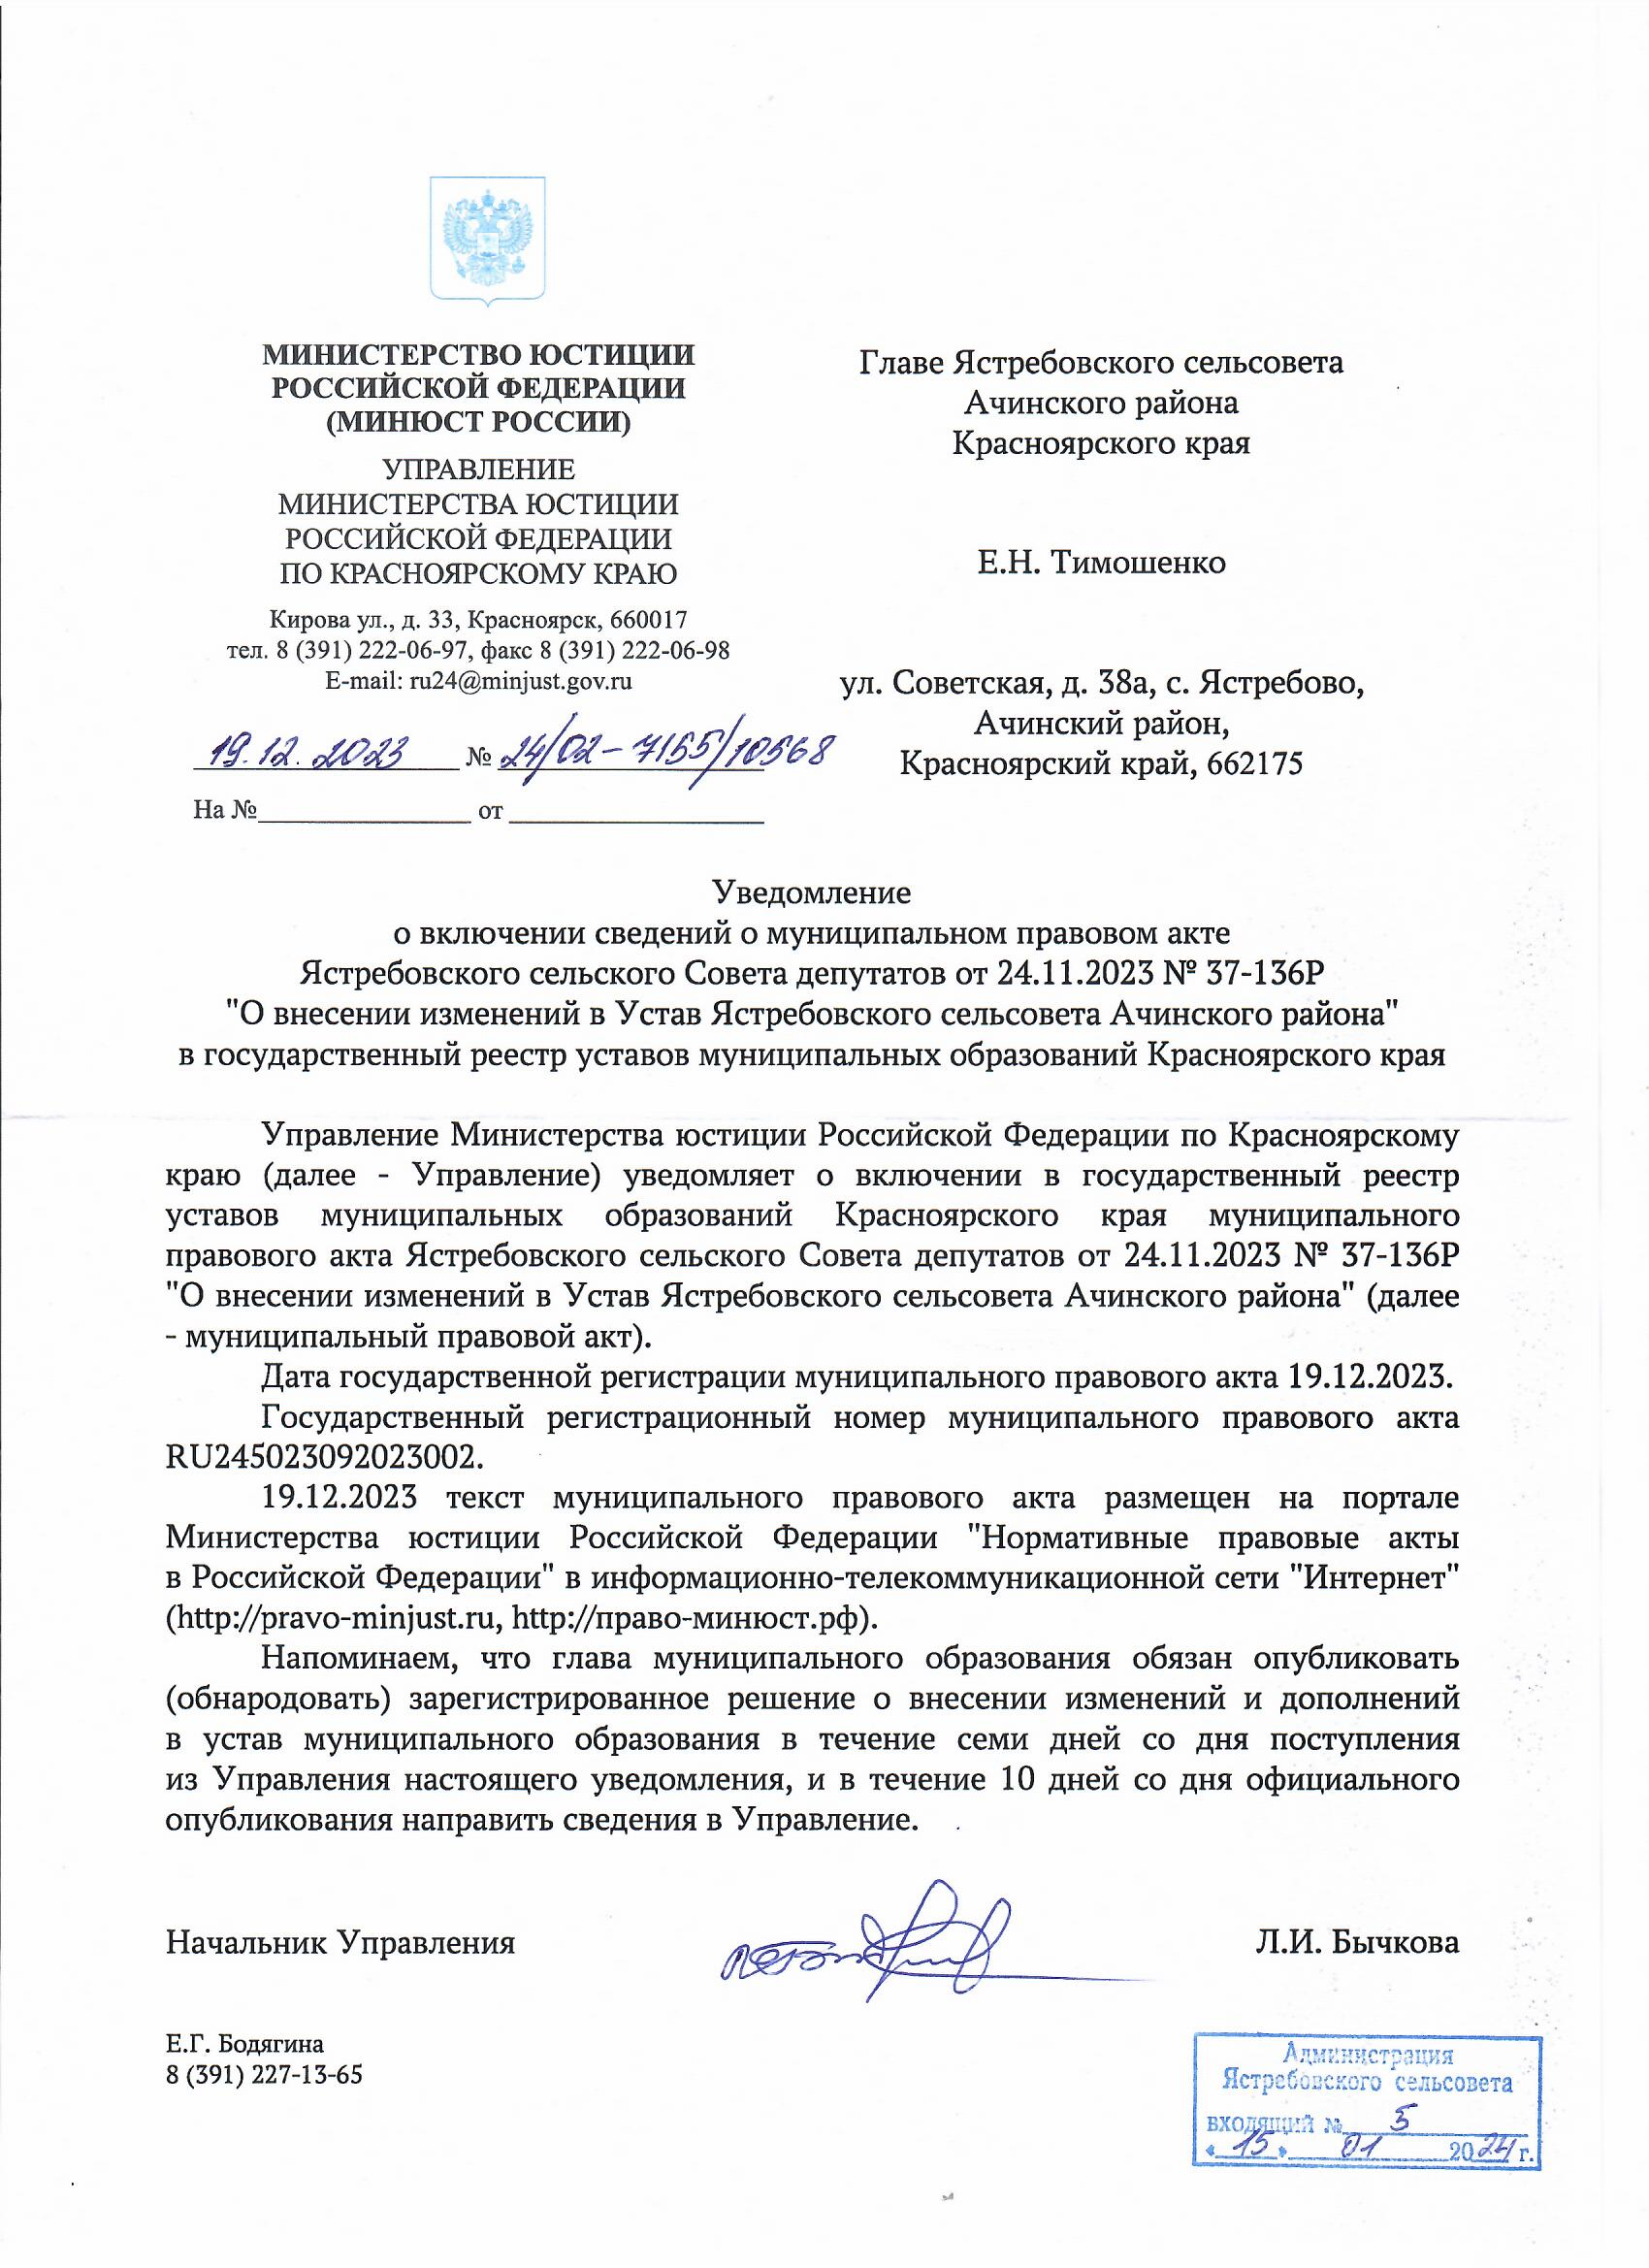 МИНИСТЕРСТВО ЮСТИЦИИ
РОССИЙСКОЙ ФЕДЕРАЦИИ
(МИНЮСТ РОССИИ)
УПРАВЛЕНИЕ
МИНИСТЕРСТВА ЮСТИЦИИ
РОССИЙСКОЙ ФЕДЕРАЦИИ
ПО КРАСНОЯРСКОМУ КРАЮ
Кирова ул., д. 33, Красноярск, 660017
тел. 8 (391) 222-06-97, факс 8 (391) 222-06-98
E-mail: ru24@minjust.gov.ru
19.12.2023 № 24/02-7155/10568
На № от
Главе Ястребовского сельсовета
Ачинского района
Красноярского края
Е.Н. Тимошенко
ул. Советская, д. 38а, с. Ястребово,
Ачинский район,
Красноярский край, 662175
Уведомление
о включении сведений о муниципальном правовом акте
Ястребовского сельского Совета депутатов от 24.11.2023 № 37-136Р
"О внесении изменений в Устав Ястребовского сельсовета Ачинского района"
в государственный реестр уставов муниципальных образований Красноярского края
Управление Министерства юстиции Российской Федерации по Красноярскому
краю (далее - Управление) уведомляет о включении в государственный реестр
уставов муниципальных образований Красноярского края муниципального
правового акта Ястребовского сельского Совета депутатов от 24.11.2023 № 37-136Р
"О внесении изменений в Устав Ястребовского сельсовета Ачинского района" (далее
- муниципальный правовой акт).
Дата государственной регистрации муниципального правового акта 19.12.2023.
Государственный регистрационный номер муниципального правового акта
RU245023092023002.
19.12.2023 текст муниципального правового акта размещен на портале
Министерства юстиции Российской Федерации "Нормативные правовые акты
в Российской Федерации" в информационно-телекоммуникационной сети "Интернет"
(http://pravo-minjust.ru, http://право-минюст.рф).
Напоминаем, что глава муниципального образования обязан опубликовать
(обнародовать) зарегистрированное решение о внесении изменений и дополнений
в устав муниципального образования в течение семи дней со дня поступления
из Управления настоящего уведомления, и в течение 10 дней со дня официального
опубликования направить сведения в Управление.
Начальник Управления Л.И. Бычкова
Е.Г. Бодягина
8 (391) 227-13-65
Администрация
Ястребовского сельсовета
ВХОДЯЩИЙ № 5
«15» 01 2024 г.